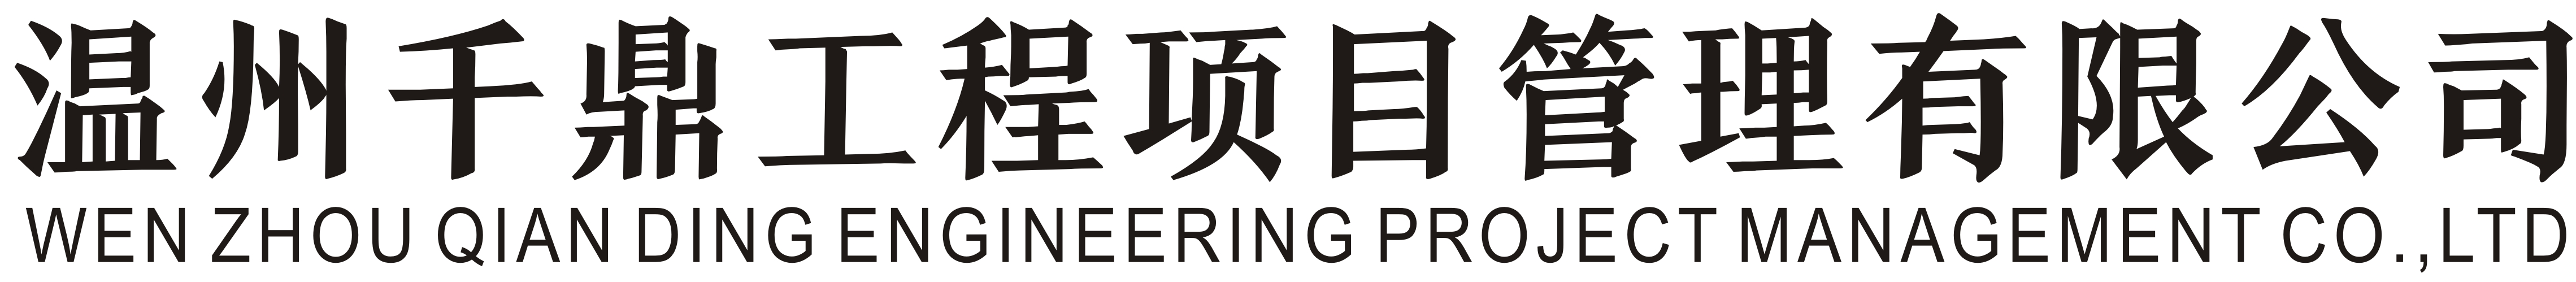 温州千鼎工程项目管理有限公司
WEN ZHOU QIAN DING ENGINEERING PROJECT MANAGEMENT CO.,LTD